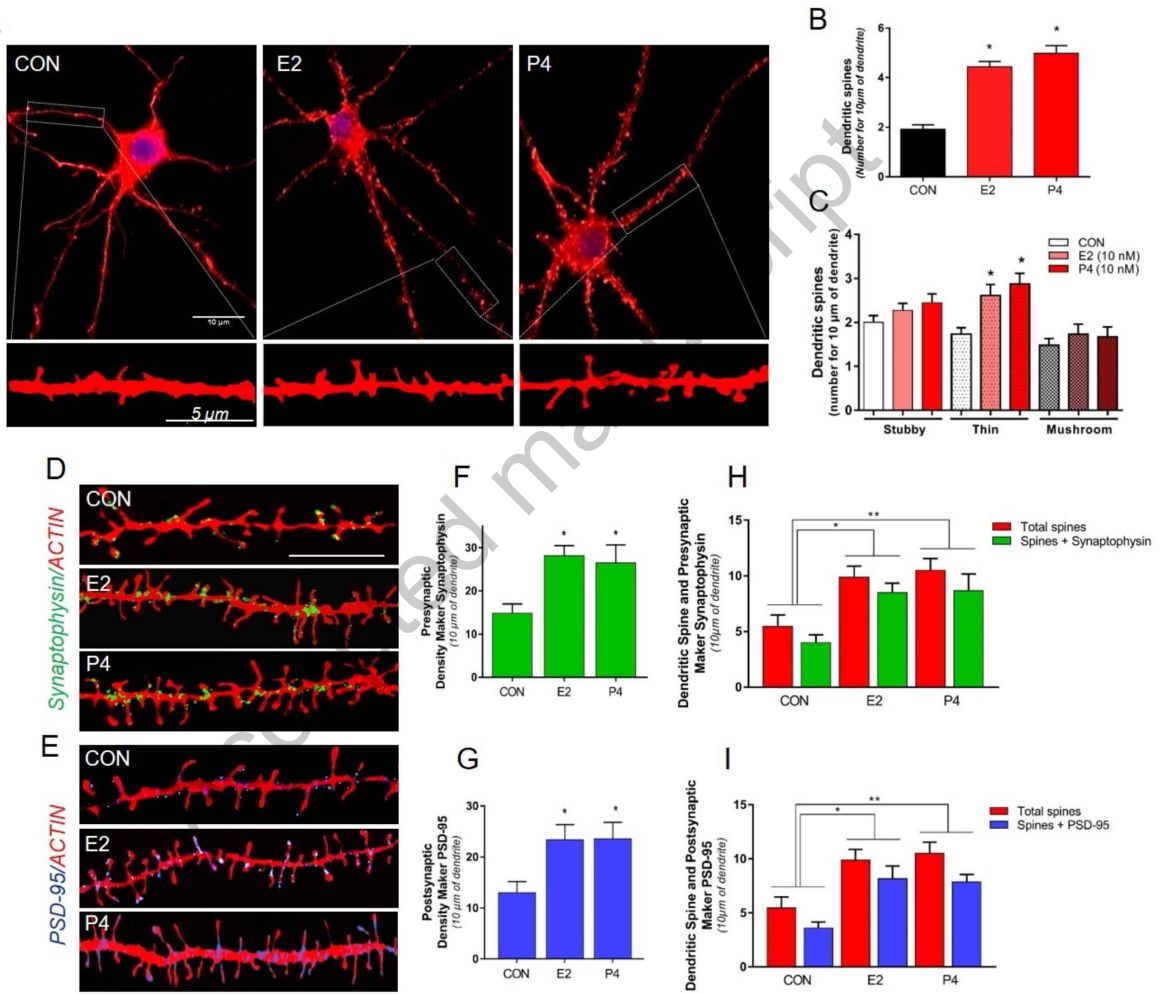 CON
E2
P4
10 µm
5 µm
B
Dendritic spines
(Number for 10µm of dendrite)
6
4
2
0
CON
E2
P4
*
*
C
Dendritic spines
(number for 10 µm of dendrite)
4
3
2
1
0
CON
E2 (10 nM)
P4 (10 nM)
*
*
Stubby
Thin
Mushroom
D
Synaptophysin/ACTIN
CON
E2
P4
E
PSD-95/ACTIN
CON
E2
P4
F
Presynaptic
Density Maker Synaptophysin
(10 µm of dendrite)
30
20
10
0
*
*
CON
E2
P4
G
Postsynaptic
Density Maker PSD-95
(10 µm of dendrite)
30
20
10
0
*
*
CON
E2
P4
H
Dendritic Spine and Presynaptic
Maker Synaptophysin
(10µm of dendrite)
15
10
5
0
**
*
Total spines
Spines + Synaptophysin
CON
E2
P4
I
Dendritic Spine and Postsynaptic
Maker PSD-95
(10µm of dendrite)
15
10
5
0
**
*
Total spines
Spines + PSD-95
CON
E2
P4